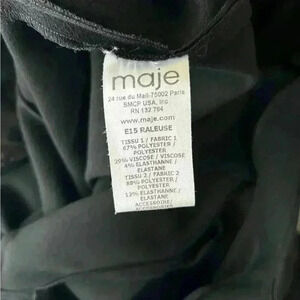 maje
24 rue du Mail-75002 Paris
SMCP USA, Inc
RN 132 764
www.maje.com
E15 RALEUSE
TISSU 1 / FABRIC 1
67% POLYESTER /
POLYESTER
29% VISCOSE / VISCOSE
4% ELASTHANNE /
ELASTANE
TISSU 2 / FABRIC 2
88% POLYESTER /
POLYESTER
12% ELASTHANNE /
ELASTANE